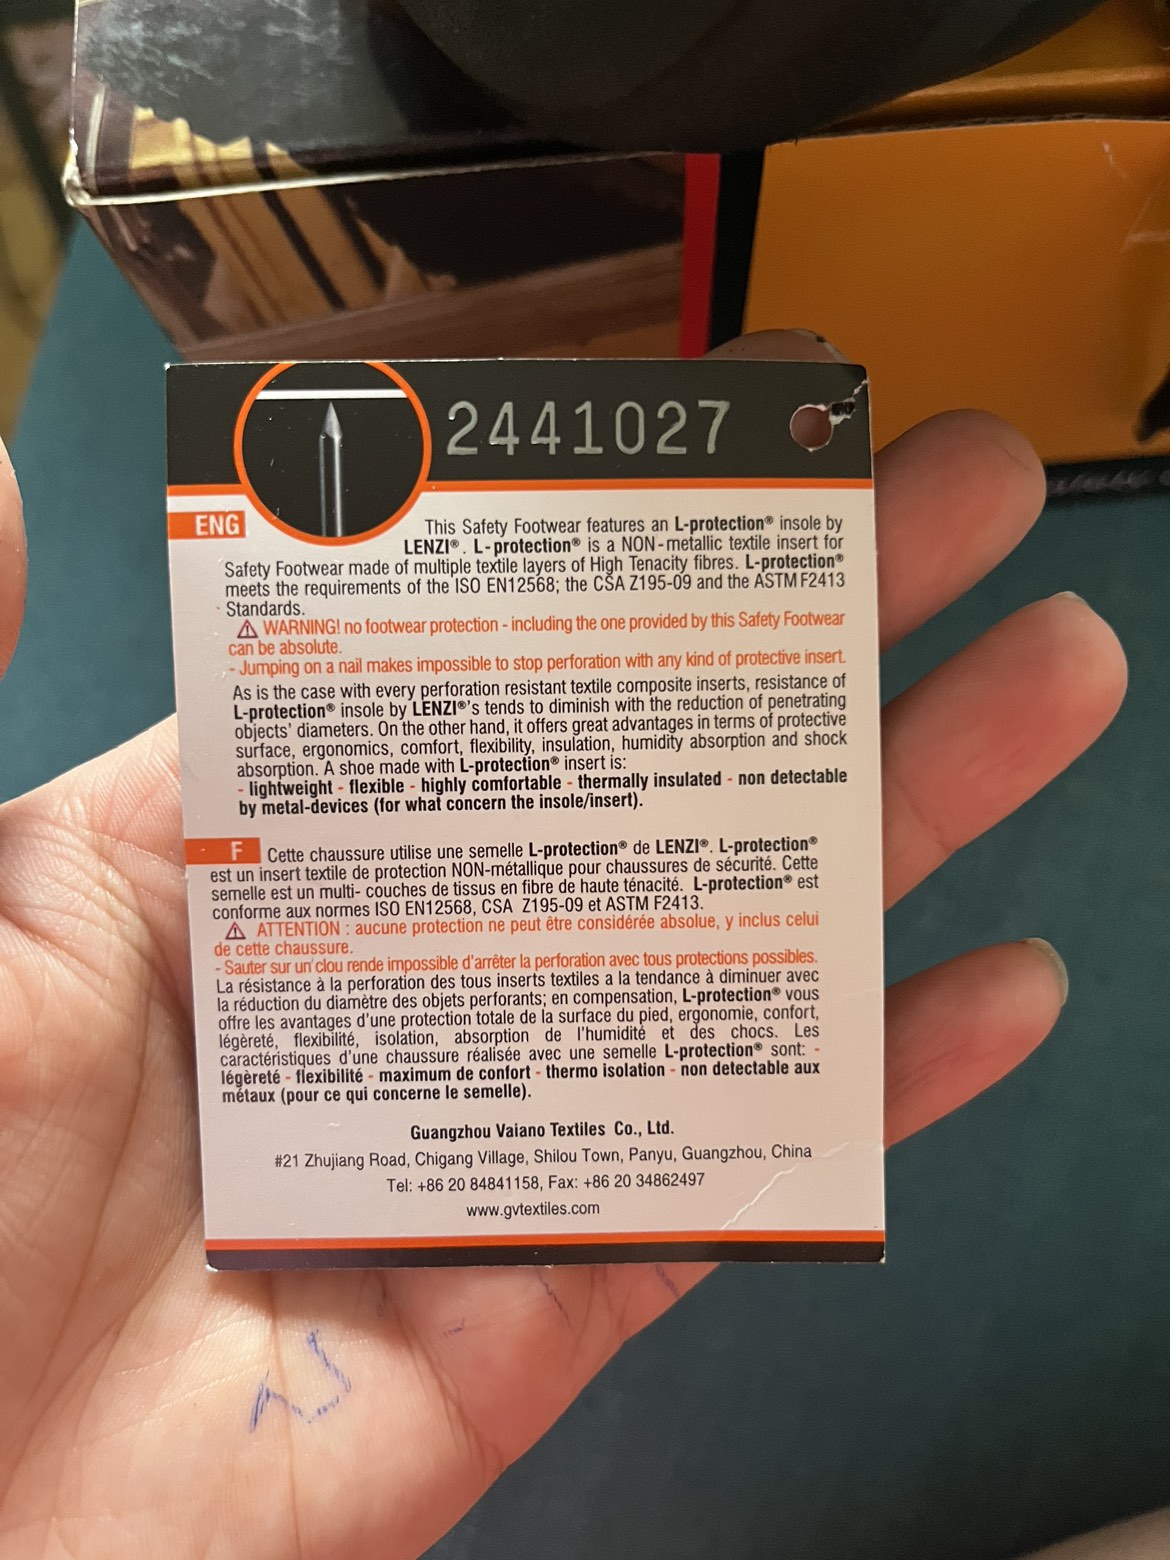 2441027
ENG
This Safety Footwear features an L-protection® insole by
LENZI®. L-protection® is a NON-metallic textile insert for
Safety Footwear made of multiple textile layers of High Tenacity fibres. L-protection®
meets the requirements of the ISO EN12568; the CSA Z195-09 and the ASTM F2413
Standards.
⚠ WARNING! no footwear protection - including the one provided by this Safety Footwear
can be absolute.
- Jumping on a nail makes impossible to stop perforation with any kind of protective insert.
As is the case with every perforation resistant textile composite inserts, resistance of
L-protection® insole by LENZI®'s tends to diminish with the reduction of penetrating
objects' diameters. On the other hand, it offers great advantages in terms of protective
surface, ergonomics, comfort, flexibility, insulation, humidity absorption and shock
absorption. A shoe made with L-protection® insert is:
- lightweight - flexible - highly comfortable - thermally insulated - non detectable
by metal-devices (for what concern the insole/insert).
F Cette chaussure utilise une semelle L-protection® de LENZI®. L-protection®
est un insert textile de protection NON-métallique pour chaussures de sécurité. Cette
semelle est un multi- couches de tissus en fibre de haute ténacité. L-protection® est
conforme aux normes ISO EN12568, CSA Z195-09 et ASTM F2413.
⚠ ATTENTION : aucune protection ne peut être considérée absolue, y inclus celui
de cette chaussure.
- Sauter sur un clou rende impossible d'arrêter la perforation avec tous protections possibles.
La résistance à la perforation des tous inserts textiles a la tendance à diminuer avec
la réduction du diamètre des objets perforants; en compensation, L-protection® vous
offre les avantages d'une protection totale de la surface du pied, ergonomie, confort,
légèreté, flexibilité, isolation, absorption de l'humidité et des chocs. Les
caractéristiques d'une chaussure réalisée avec une semelle L-protection® sont: -
légèreté - flexibilité - maximum de confort - thermo isolation - non detectable aux
métaux (pour ce qui concerne le semelle).
Guangzhou Vaiano Textiles Co., Ltd.
#21 Zhujiang Road, Chigang Village, Shilou Town, Panyu, Guangzhou, China
Tel: +86 20 84841158, Fax: +86 20 34862497
www.gvtextiles.com